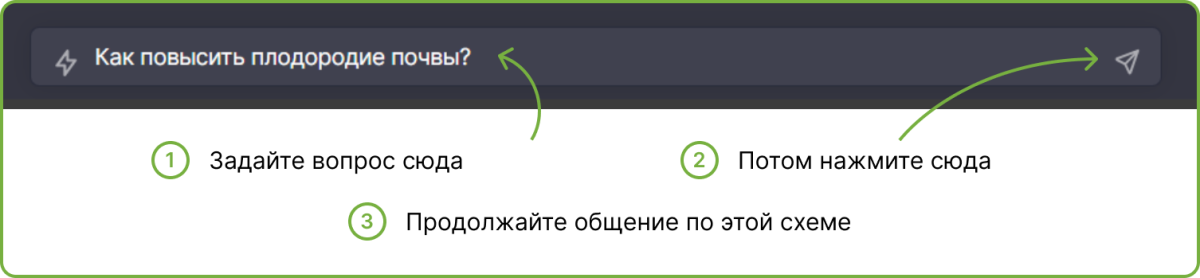 Как повысить плодородие почвы?
1 Задайте вопрос сюда
2 Потом нажмите сюда
3 Продолжайте общение по этой схеме